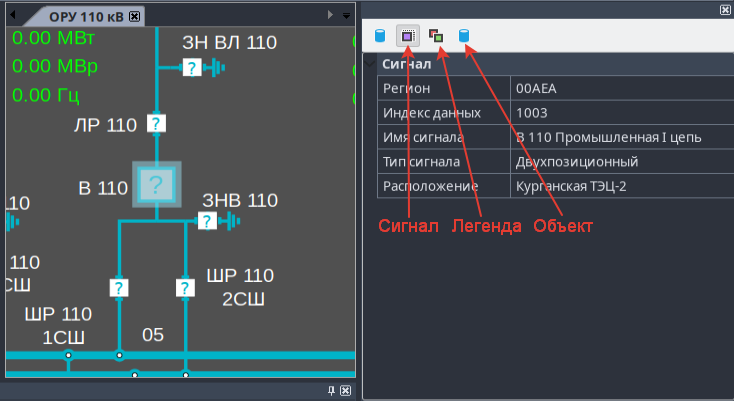 ОРУ 110 кВ
0.00 МВт
0.00 МВр
0.00 Гц
ЗН ВЛ 110
?
ЛР 110
?
В 110
?
ЗНВ 110
?
110
110
СШ
?
?
ШР 110
2СШ
ШР 110
1СШ
05
Сигнал
Регион 00AEA
Индекс данных 1003
Имя сигнала В 110 Промышленная I цепь
Тип сигнала Двухпозиционный
Расположение Курганская ТЭЦ-2
Сигнал Легенда Объект